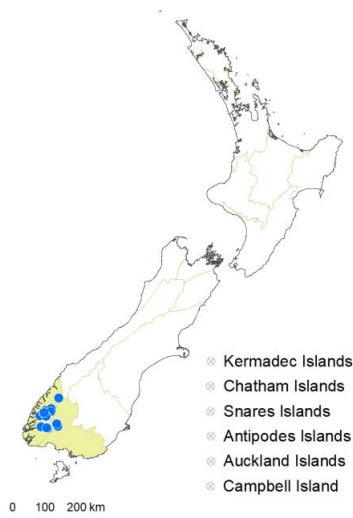 Kermadec Islands
Chatham Islands
Snares Islands
Antipodes Islands
Auckland Islands
Campbell Island
0 100 200 km